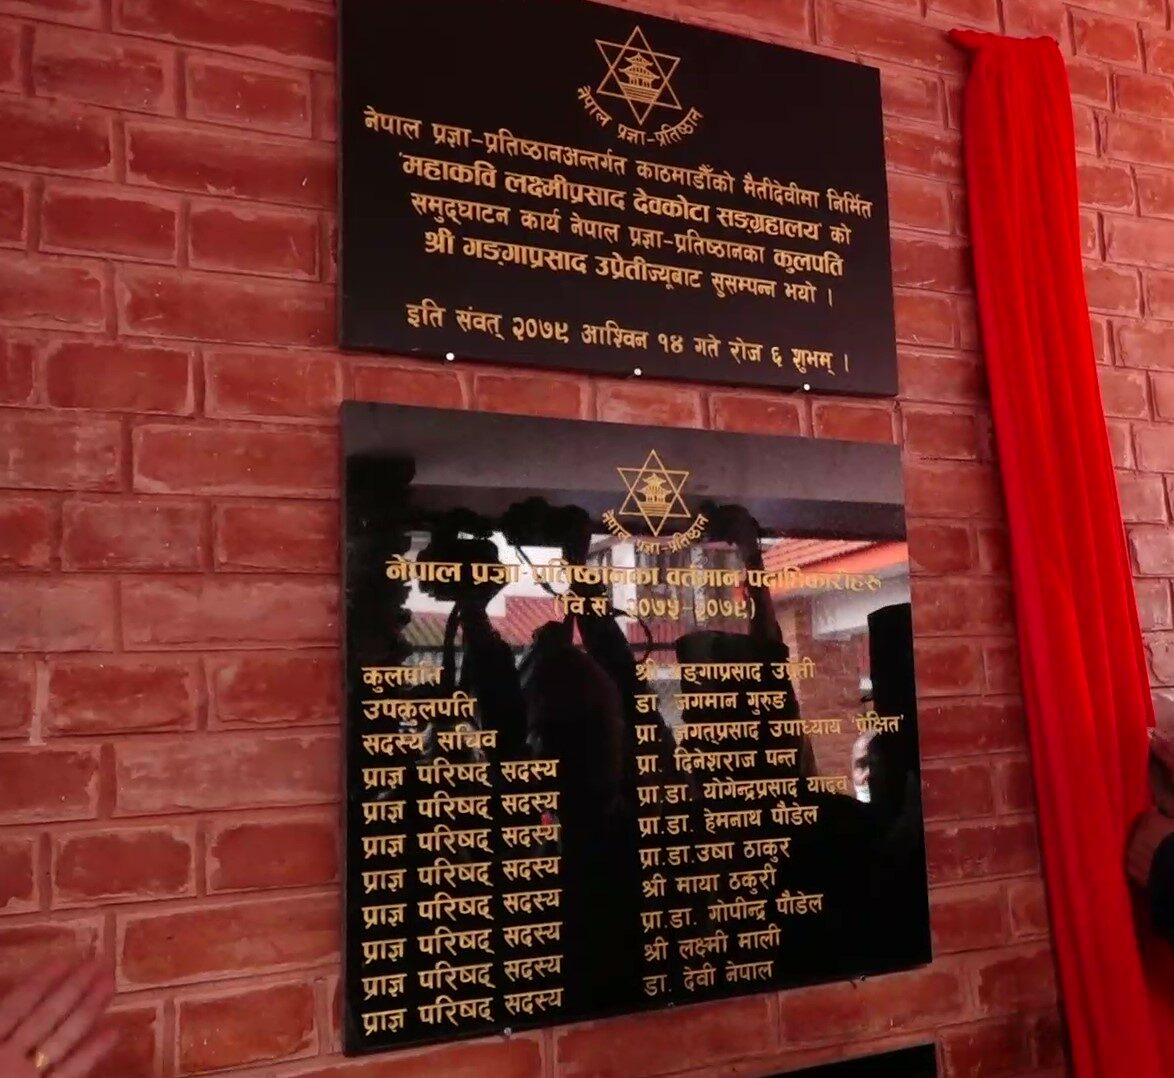 नेपाल प्रज्ञा-प्रतिष्ठान
नेपाल प्रज्ञा-प्रतिष्ठानअन्तर्गत काठमाडौँको मैतीदेवीमा निर्मित
'महाकवि लक्ष्मीप्रसाद देवकोटा सङ्ग्रहालय' को
समुद्घाटन कार्य नेपाल प्रज्ञा-प्रतिष्ठानका कुलपति
श्री गङ्गाप्रसाद उप्रेतीज्यूबाट सुसम्पन्न भयो ।
इति संवत् २०७९ आश्विन १४ गते रोज ६ शुभम् ।
नेपाल प्रज्ञा-प्रतिष्ठान
नेपाल प्रज्ञा-प्रतिष्ठानका वर्तमान पदाधिकारीहरू
(वि.सं. २०७५-२०७९)
कुलपति श्री गङ्गाप्रसाद उप्रेती
उपकुलपति डा. जगमान गुरुङ
सदस्य सचिव प्रा. जगत्प्रसाद उपाध्याय 'प्रेक्षित'
प्राज्ञ परिषद् सदस्य प्रा. दिनेशराज पन्त
प्राज्ञ परिषद् सदस्य प्रा.डा. योगेन्द्रप्रसाद यादव
प्राज्ञ परिषद् सदस्य प्रा.डा. हेमनाथ पौडेल
प्राज्ञ परिषद् सदस्य प्रा.डा.उषा ठाकुर
प्राज्ञ परिषद् सदस्य श्री माया ठकुरी
प्राज्ञ परिषद् सदस्य प्रा.डा. गोपीन्द्र पौडेल
प्राज्ञ परिषद् सदस्य श्री लक्ष्मी माली
प्राज्ञ परिषद् सदस्य डा. देवी नेपाल